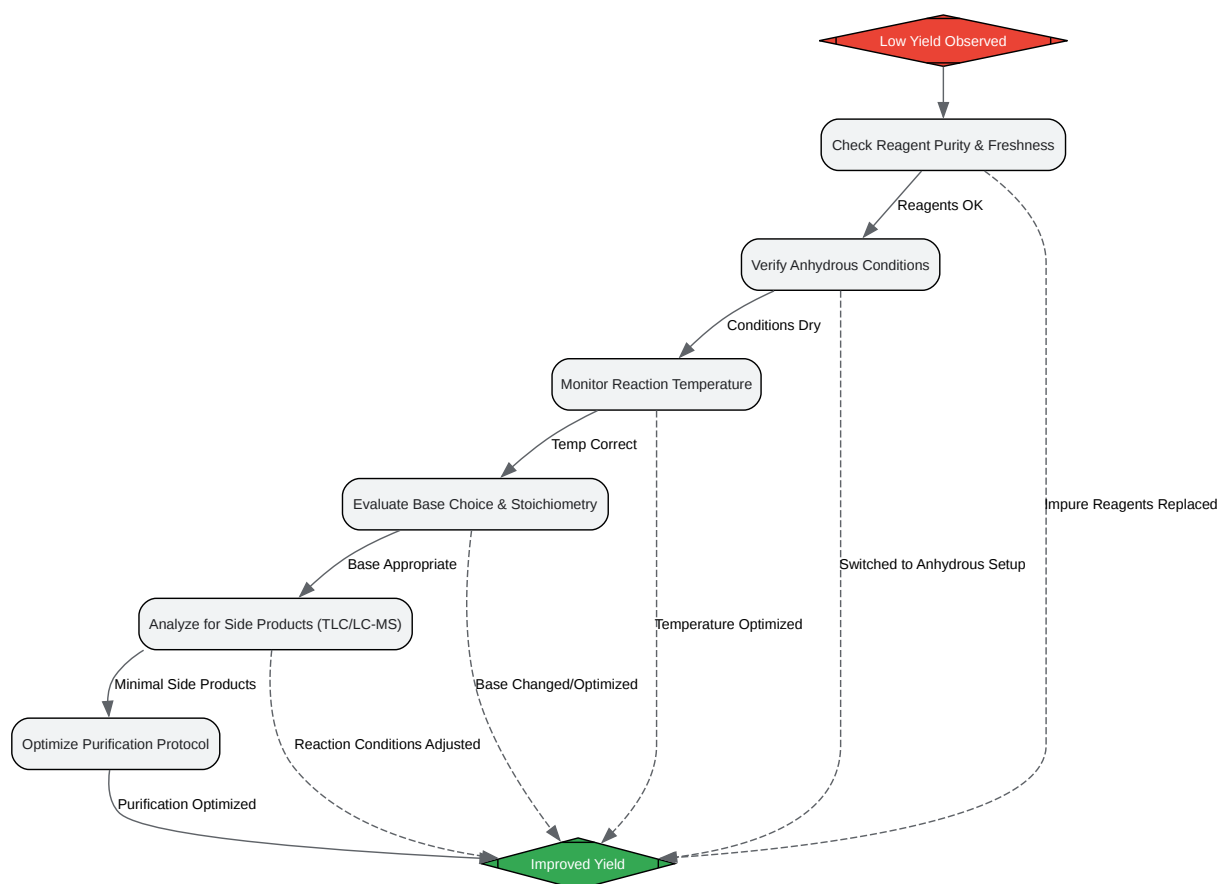 Low Yield Observed
Check Reagent Purity & Freshness
Reagents OK
Verify Anhydrous Conditions
Conditions Dry
Monitor Reaction Temperature
Temp Correct
Evaluate Base Choice & Stoichiometry
Impure Reagents Replaced
Base Appropriate
Switched to Anhydrous Setup
Analyze for Side Products (TLC/LC-MS)
Temperature Optimized
Minimal Side Products
Base Changed/Optimized
Optimize Purification Protocol
Reaction Conditions Adjusted
Purification Optimized
Improved Yield